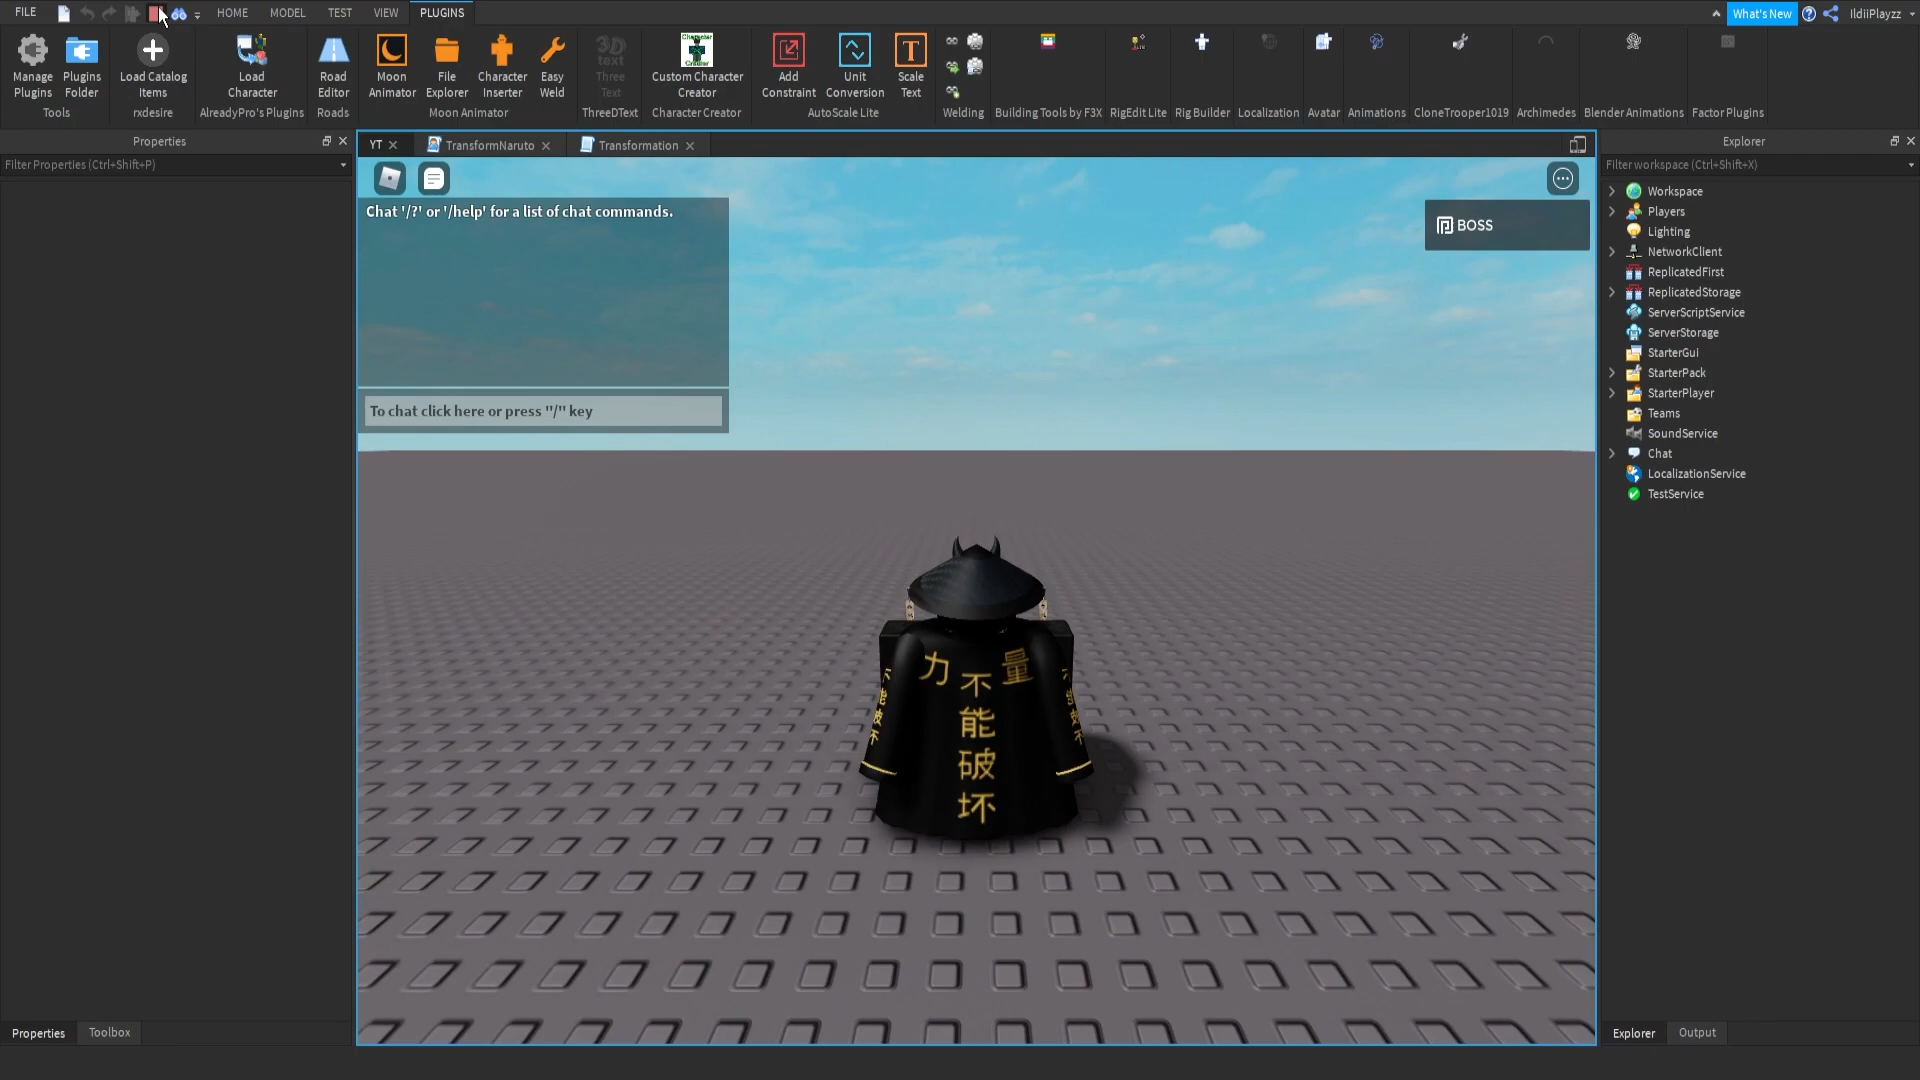 FILE
HOME
MODEL
TEST
VIEW
PLUGINS
What's New
IldiiPlayzz
Manage
Plugins
Plugins
Folder
Load Catalog
Items
Load
Character
Road
Editor
Moon
Animator
File
Explorer
Character
Inserter
Easy
Weld
3D
text
Three
Text
Custom Character
Creator
Add
Constraint
Unit
Conversion
Scale
Text
Tools
rxdesire
AlreadyPro's Plugins
Roads
Moon Animator
ThreeDText
Character Creator
AutoScale Lite
Welding
Building Tools by F3X
RigEdit Lite
Rig Builder
Localization
Avatar
Animations
CloneTrooper1019
Archimedes
Blender Animations
Factor Plugins
Properties
Filter Properties (Ctrl+Shift+P)
YT
TransformNaruto
Transformation
Chat '/?' or '/help' for a list of chat commands.
To chat click here or press "/" key
BOSS
力 量
不
能
破
坏
Explorer
Filter workspace (Ctrl+Shift+X)
Workspace
Players
Lighting
NetworkClient
ReplicatedFirst
ReplicatedStorage
ServerScriptService
ServerStorage
StarterGui
StarterPack
StarterPlayer
Teams
SoundService
Chat
LocalizationService
TestService
Properties
Toolbox
Explorer
Output